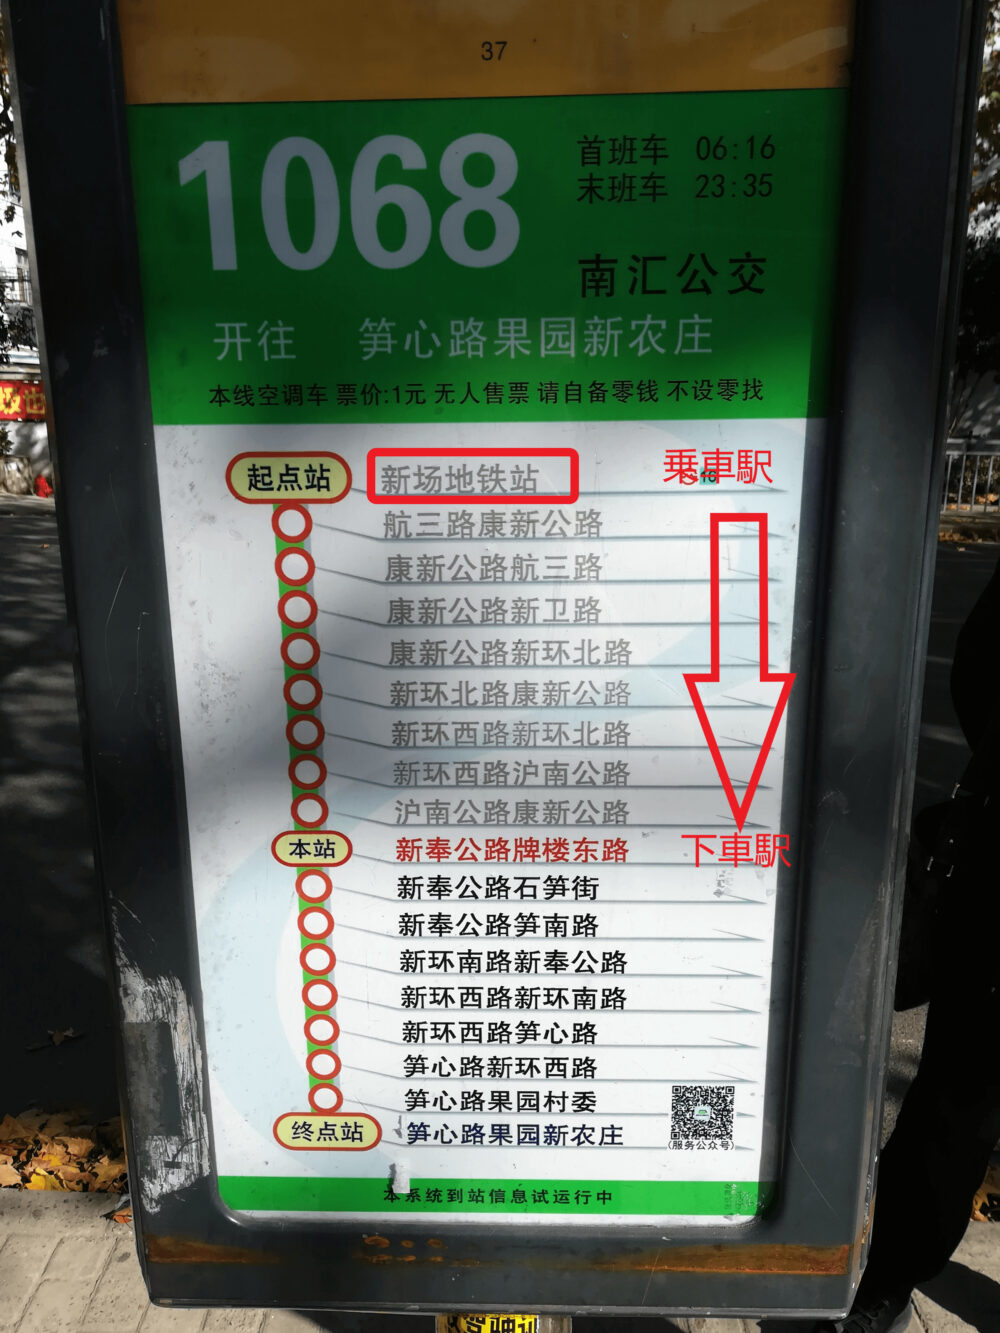 37
1068
首班车 06:16
末班车 23:35
南汇公交
开往 笋心路果园新农庄
本线空调车 票价:1元 无人售票 请自备零钱 不设零找
起点站 新场地铁站 乗車駅
航三路康新公路
康新公路航三路
康新公路新卫路
康新公路新环北路
新环北路康新公路
新环西路新环北路
新环西路沪南公路
沪南公路康新公路
本站 新奉公路牌楼东路 下車駅
新奉公路石笋街
新奉公路笋南路
新环南路新奉公路
新环西路新环南路
新环西路笋心路
笋心路新环西路
笋心路果园村委
终点站 笋心路果园新农庄
(服务公众号)
本系统到站信息试运行中